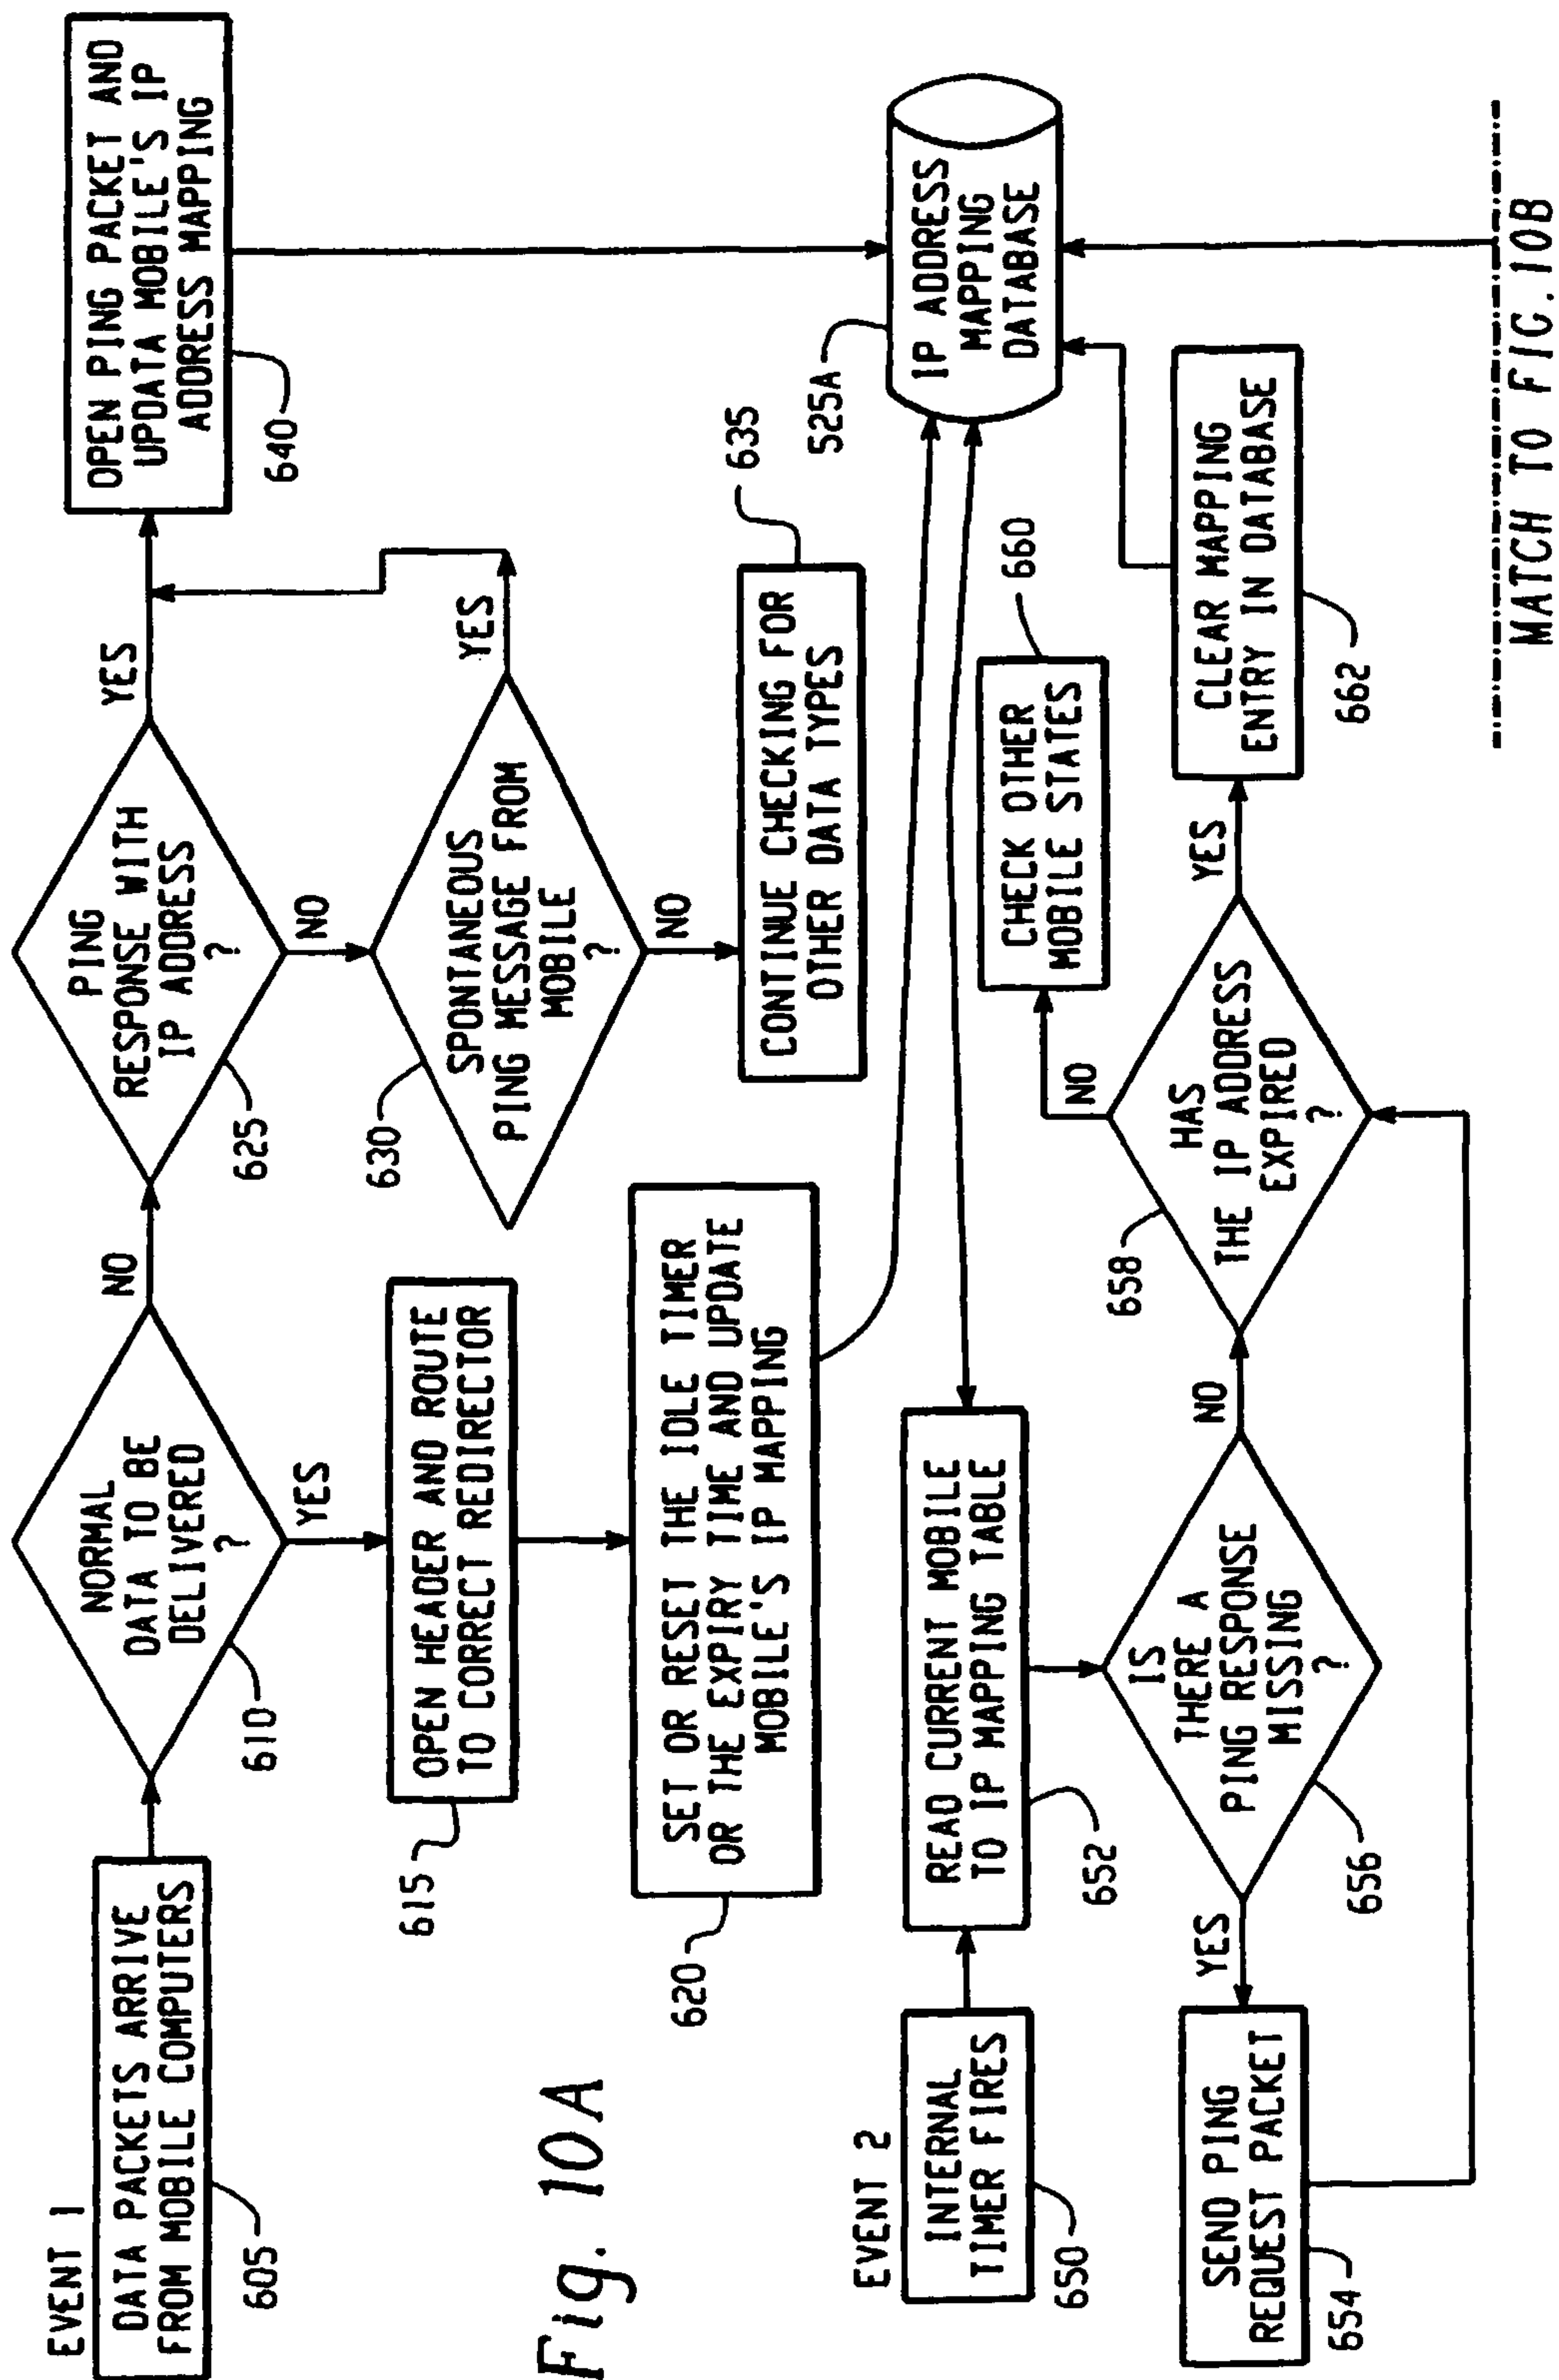 EVENT 1
DATA PACKETS ARRIVE
FROM MOBILE COMPUTERS
605
NORMAL
DATA TO BE
DELIVERED
?
610
NO
YES
OPEN HEADER AND ROUTE
TO CORRECT REDIRECTOR
615
SET OR RESET THE IDLE TIMER
OR THE EXPIRY TIME AND UPDATE
MOBILE'S IP MAPPING
620
PING
RESPONSE WITH
IP ADDRESS
?
625
YES
NO
SPONTANEOUS
PING MESSAGE FROM
MOBILE
?
630
YES
NO
CONTINUE CHECKING FOR
OTHER DATA TYPES
635
OPEN PING PACKET AND
UPDATA MOBILE'S IP
ADDRESS MAPPING
640
IP ADDRESS
MAPPING
DATABASE
525A
Fig. 10A
EVENT 2
INTERNAL
TIMER FIRES
650
READ CURRENT MOBILE
TO IP MAPPING TABLE
652
IS
THERE A
PING RESPONSE
MISSING
?
656
YES
NO
SEND PING
REQUEST PACKET
654
HAS
THE IP ADDRESS
EXPIRED
?
658
NO
YES
CHECK OTHER
MOBILE STATES
660
CLEAR MAPPING
ENTRY IN DATABASE
662
MATCH TO FIG.10B